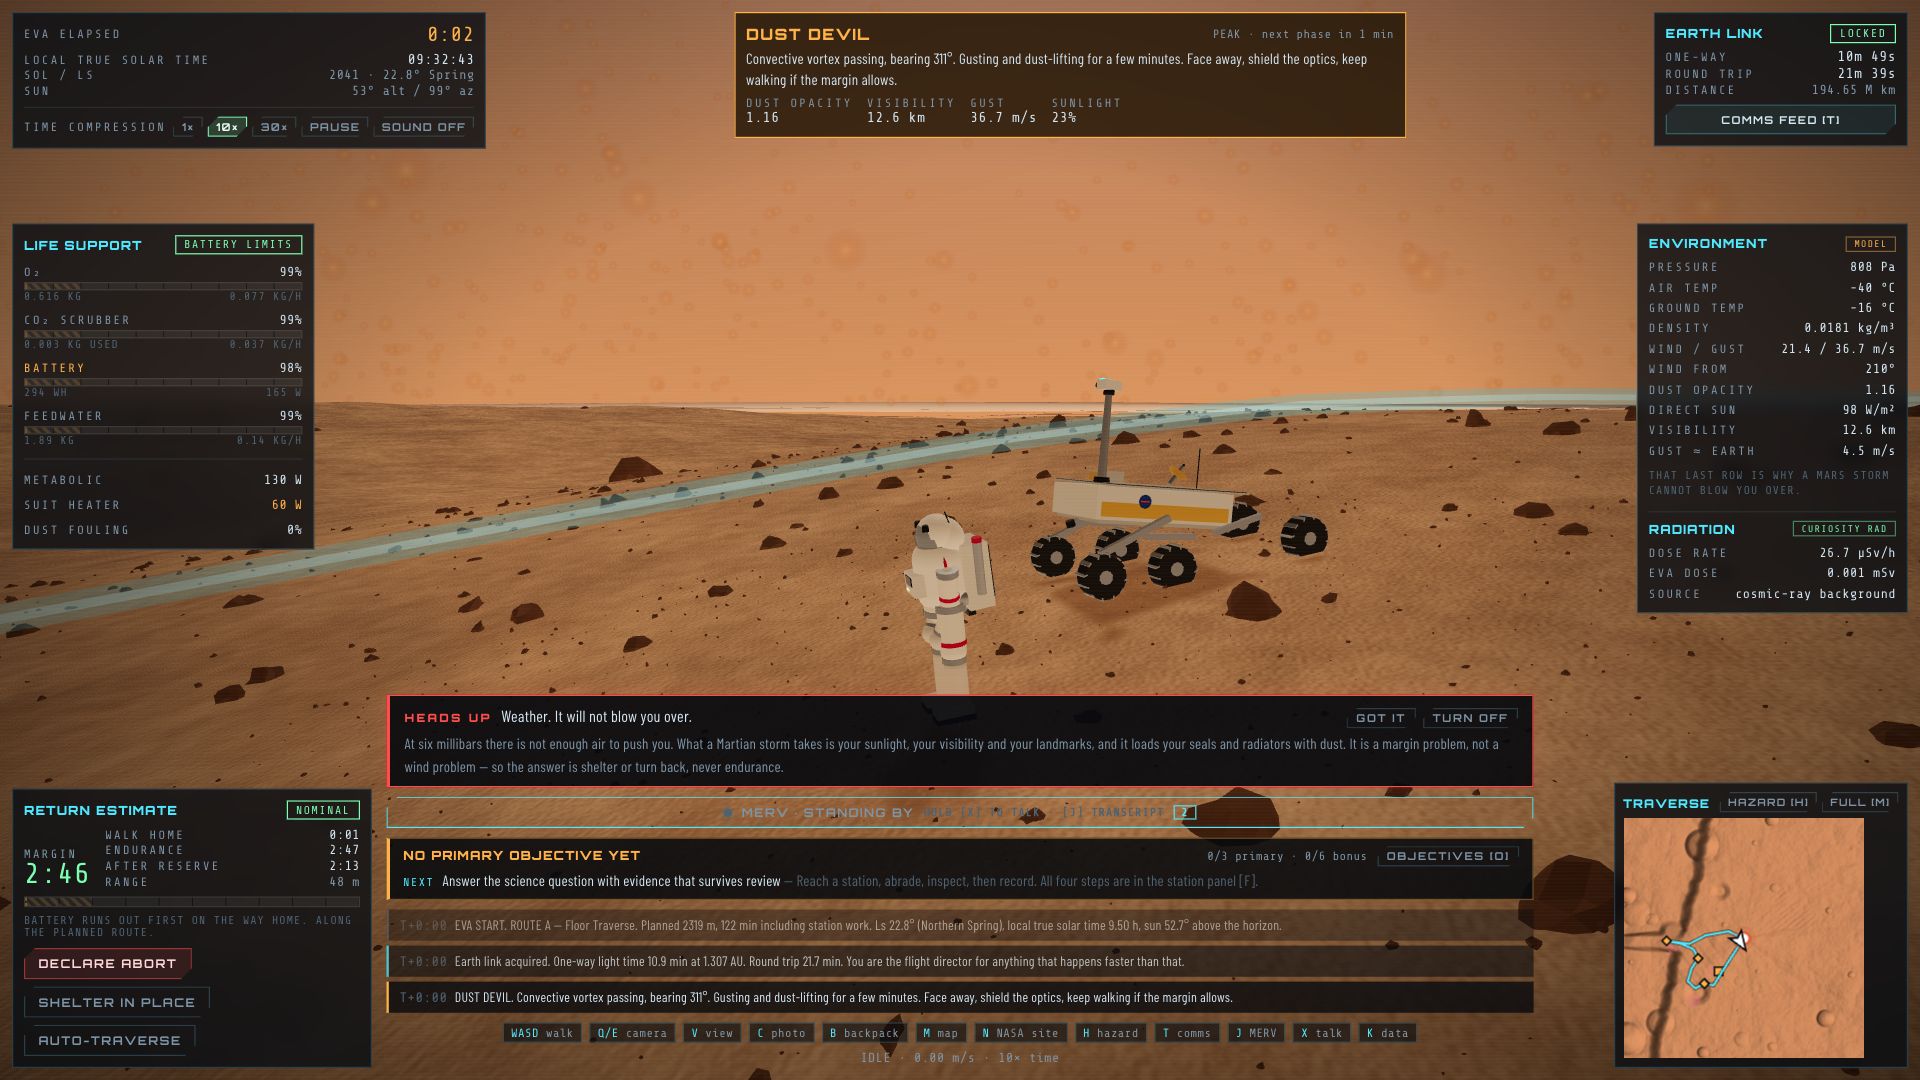 EVA ELAPSED 0:02
LOCAL TRUE SOLAR TIME 09:32:43
SOL / LS 2041 · 22.8° Spring
SUN 53° alt / 99° az
TIME COMPRESSION 1× 10× 30× PAUSE SOUND OFF
DUST DEVIL PEAK · next phase in 1 min
Convective vortex passing, bearing 311°. Gusting and dust-lifting for a few minutes. Face away, shield the optics, keep
walking if the margin allows.
DUST OPACITY VISIBILITY GUST SUNLIGHT
1.16 12.6 km 36.7 m/s 23%
EARTH LINK LOCKED
ONE-WAY 10m 49s
ROUND TRIP 21m 39s
DISTANCE 194.65 M km
COMMS FEED [T]
LIFE SUPPORT BATTERY LIMITS
O₂ 99%
0.616 KG 0.077 KG/H
CO₂ SCRUBBER 99%
0.003 KG USED 0.037 KG/H
BATTERY 98%
294 WH 165 W
FEEDWATER 99%
1.89 KG 0.14 KG/H
METABOLIC 130 W
SUIT HEATER 60 W
DUST FOULING 0%
ENVIRONMENT MODEL
PRESSURE 808 Pa
AIR TEMP -40 °C
GROUND TEMP -16 °C
DENSITY 0.0181 kg/m³
WIND / GUST 21.4 / 36.7 m/s
WIND FROM 210°
DUST OPACITY 1.16
DIRECT SUN 98 W/m²
VISIBILITY 12.6 km
GUST ≈ EARTH 4.5 m/s
THAT LAST ROW IS WHY A MARS STORM
CANNOT BLOW YOU OVER.
RADIATION CURIOSITY RAD
DOSE RATE 26.7 µSv/h
EVA DOSE 0.001 mSv
SOURCE cosmic-ray background
HEADS UP Weather. It will not blow you over. GOT IT TURN OFF
At six millibars there is not enough air to push you. What a Martian storm takes is your sunlight, your visibility and your landmarks, and it loads your seals and radiators with dust. It is a margin problem, not a
wind problem — so the answer is shelter or turn back, never endurance.
MERV · STANDING BY HOLD [X] TO TALK · [J] TRANSCRIPT 2
NO PRIMARY OBJECTIVE YET 0/3 primary · 0/6 bonus OBJECTIVES [O]
NEXT Answer the science question with evidence that survives review — Reach a station, abrade, inspect, then record. All four steps are in the station panel [F].
T+0:00 EVA START. ROUTE A — Floor Traverse. Planned 2319 m, 122 min including station work. Ls 22.8° (Northern Spring), local true solar time 9.50 h, sun 52.7° above the horizon.
T+0:00 Earth link acquired. One-way light time 10.9 min at 1.307 AU. Round trip 21.7 min. You are the flight director for anything that happens faster than that.
T+0:00 DUST DEVIL. Convective vortex passing, bearing 311°. Gusting and dust-lifting for a few minutes. Face away, shield the optics, keep walking if the margin allows.
WASD walk Q/E camera V view C photo B backpack M map N NASA site H hazard T comms J MERV X talk K data
IDLE · 0.00 m/s · 10× time
RETURN ESTIMATE NOMINAL
WALK HOME 0:01
MARGIN ENDURANCE 2:47
2:46 AFTER RESERVE 2:13
RANGE 48 m
BATTERY RUNS OUT FIRST ON THE WAY HOME. ALONG
THE PLANNED ROUTE.
DECLARE ABORT
SHELTER IN PLACE
AUTO-TRAVERSE
TRAVERSE HAZARD [H] FULL [M]